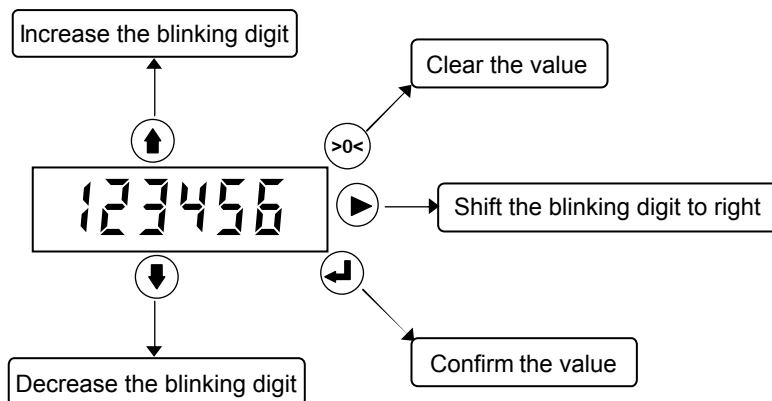 Increase the blinking digit
Clear the value
>0<
123456
Shift the blinking digit to right
Confirm the value
Decrease the blinking digit